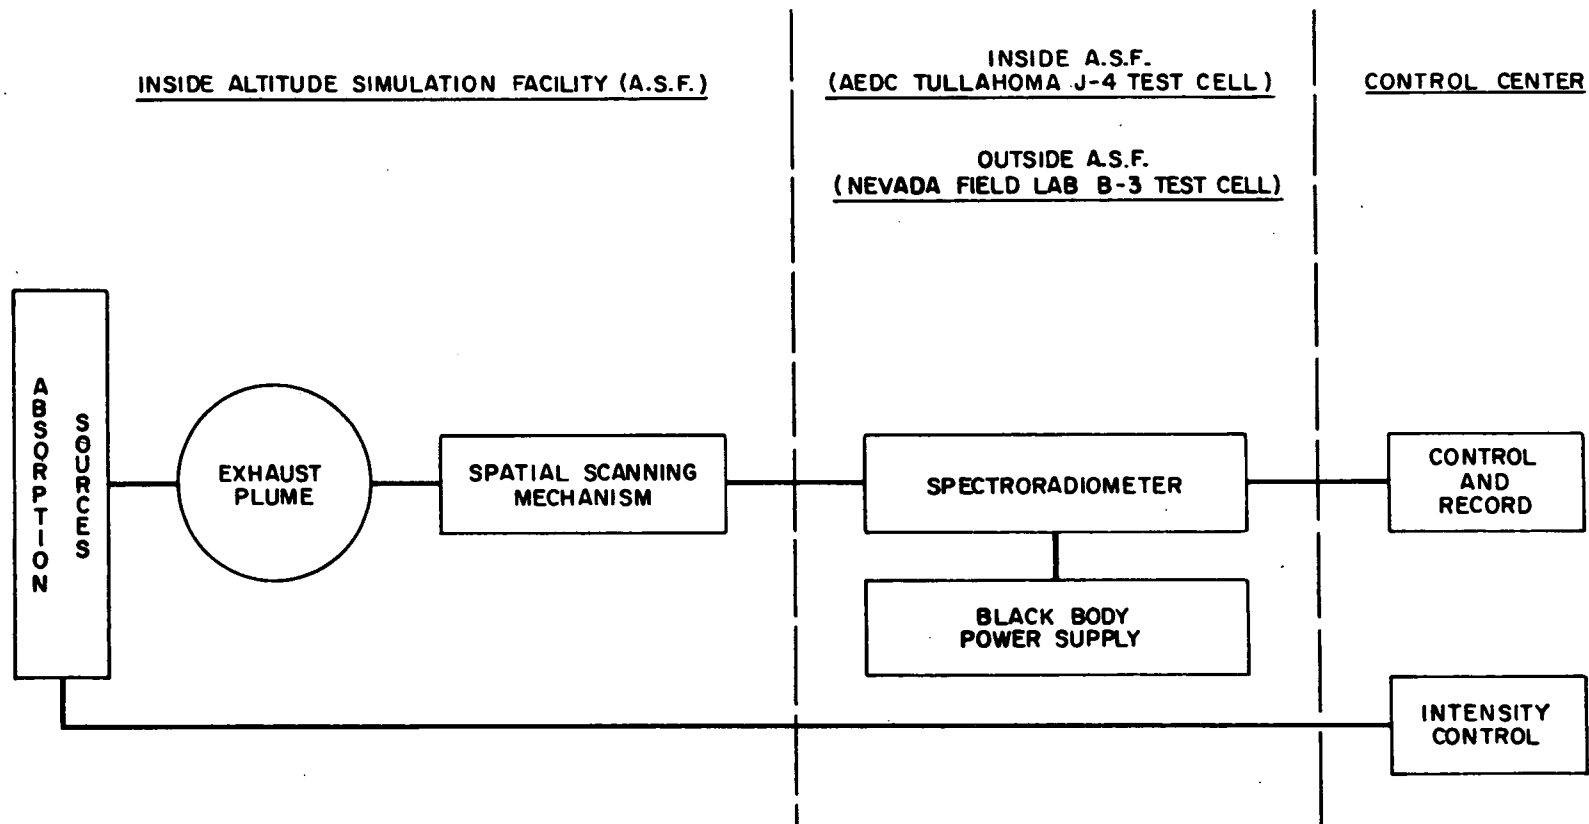 INSIDE ALTITUDE SIMULATION FACILITY (A.S.F.)
INSIDE A.S.F.
(AEDC TULLAHOMA J-4 TEST CELL)
OUTSIDE A.S.F.
(NEVADA FIELD LAB B-3 TEST CELL)
CONTROL CENTER
ABSORPTION
SOURCES
EXHAUST
PLUME
SPATIAL SCANNING
MECHANISM
SPECTRORADIOMETER
BLACK BODY
POWER SUPPLY
CONTROL
AND
RECORD
INTENSITY
CONTROL